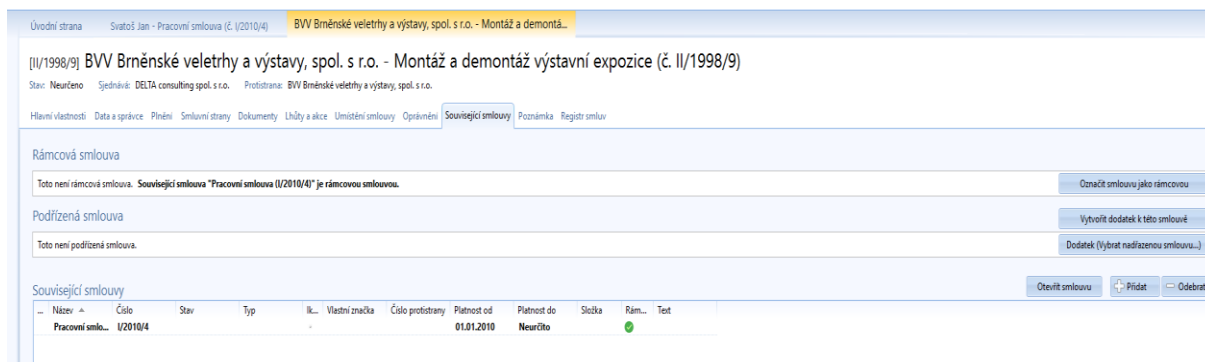 Úvodní strana Svatoš Jan - Pracovní smlouva (č. I/2010/4) BVV Brněnské veletrhy a výstavy, spol. s r.o. - Montáž a demontá...
[II/1998/9] BVV Brněnské veletrhy a výstavy, spol. s r.o. - Montáž a demontáž výstavní expozice (č. II/1998/9)
Stav: Neurčeno Sjednává: DELTA consulting spol. s r.o. Protistrana: BVV Brněnské veletrhy a výstavy, spol. s r.o.
Hlavní vlastnosti Data a správce Plnění Smluvní strany Dokumenty Lhůty a akce Umístění smlouvy Oprávnění Související smlouvy Poznámka Registr smluv
Rámcová smlouva
Toto není rámcová smlouva. Související smlouva "Pracovní smlouva (I/2010/4)" je rámcovou smlouvou. Označit smlouvu jako rámcovou
Podřízená smlouva Vytvořit dodatek k této smlouvě
Toto není podřízená smlouva. Dodatek (Vybrat nadřazenou smlouvu...)
Související smlouvy Otevřít smlouvu Přidat Odebrat
... Název Číslo Stav Typ Ik... Vlastní značka Číslo protistrany Platnost od Platnost do Složka Rám... Text
Pracovní smlo... I/2010/4 - 01.01.2010 Neurčito